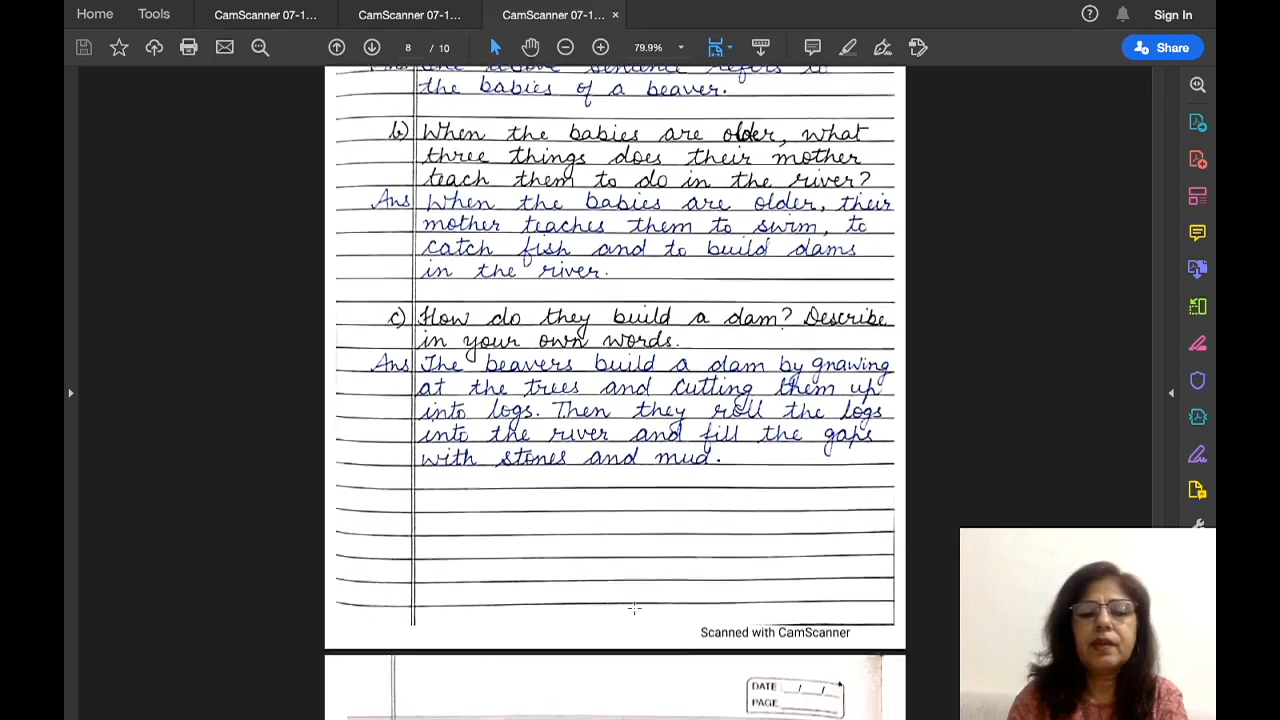 Home Tools CamScanner 07-1... CamScanner 07-1... CamScanner 07-1... × Sign In
8 / 10 79.9% Share
the above sentence refers to
the babies of a beaver.
b) When the babies are older, what
three things does their mother
teach them to do in the river?
Ans When the babies are older, their
mother teaches them to swim, to
catch fish and to build dams
in the river.
c) How do they build a dam? Describe
in your own words.
Ans The beavers build a dam by gnawing
at the trees and cutting them up
into logs. Then they roll the logs
into the river and fill the gaps
with stones and mud.
Scanned with CamScanner
DATE / /
PAGE